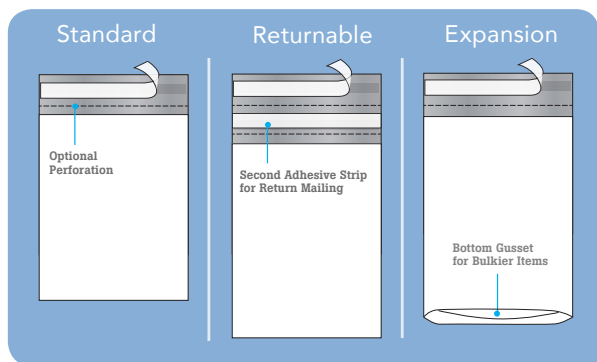 Standard
Returnable
Expansion
Optional
Perforation
Second Adhesive Strip
for Return Mailing
Bottom Gusset
for Bulkier Items